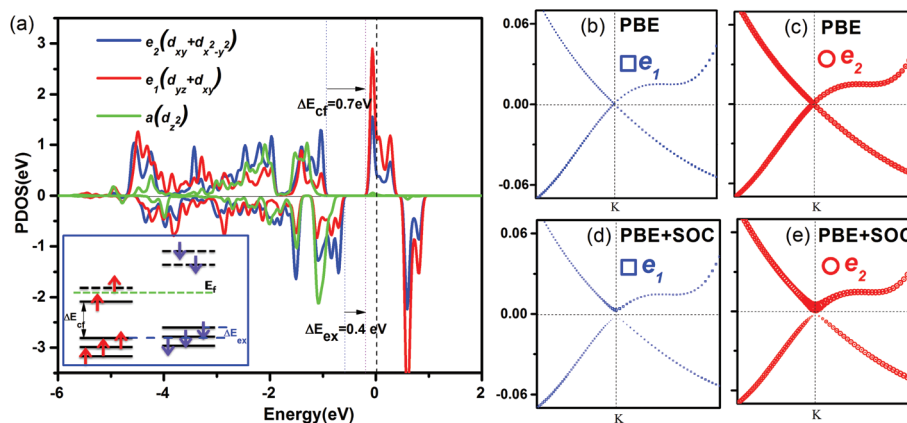 (a)
e₂(dxy+dx²-y²)
e₁(dyz+dxy)
a(dz²)
ΔEcf=0.7eV
ΔEex=0.4 eV
Ef
ΔEcf
ΔEex
PDOS(eV)
3
2
1
0
-1
-2
-3
-6
-4
-2
0
2
Energy(eV)
(b) PBE
e₁
0.06
0.00
-0.06
K
(c) PBE
e₂
K
(d) PBE+SOC
e₁
0.06
0.00
-0.06
K
(e) PBE+SOC
e₂
K